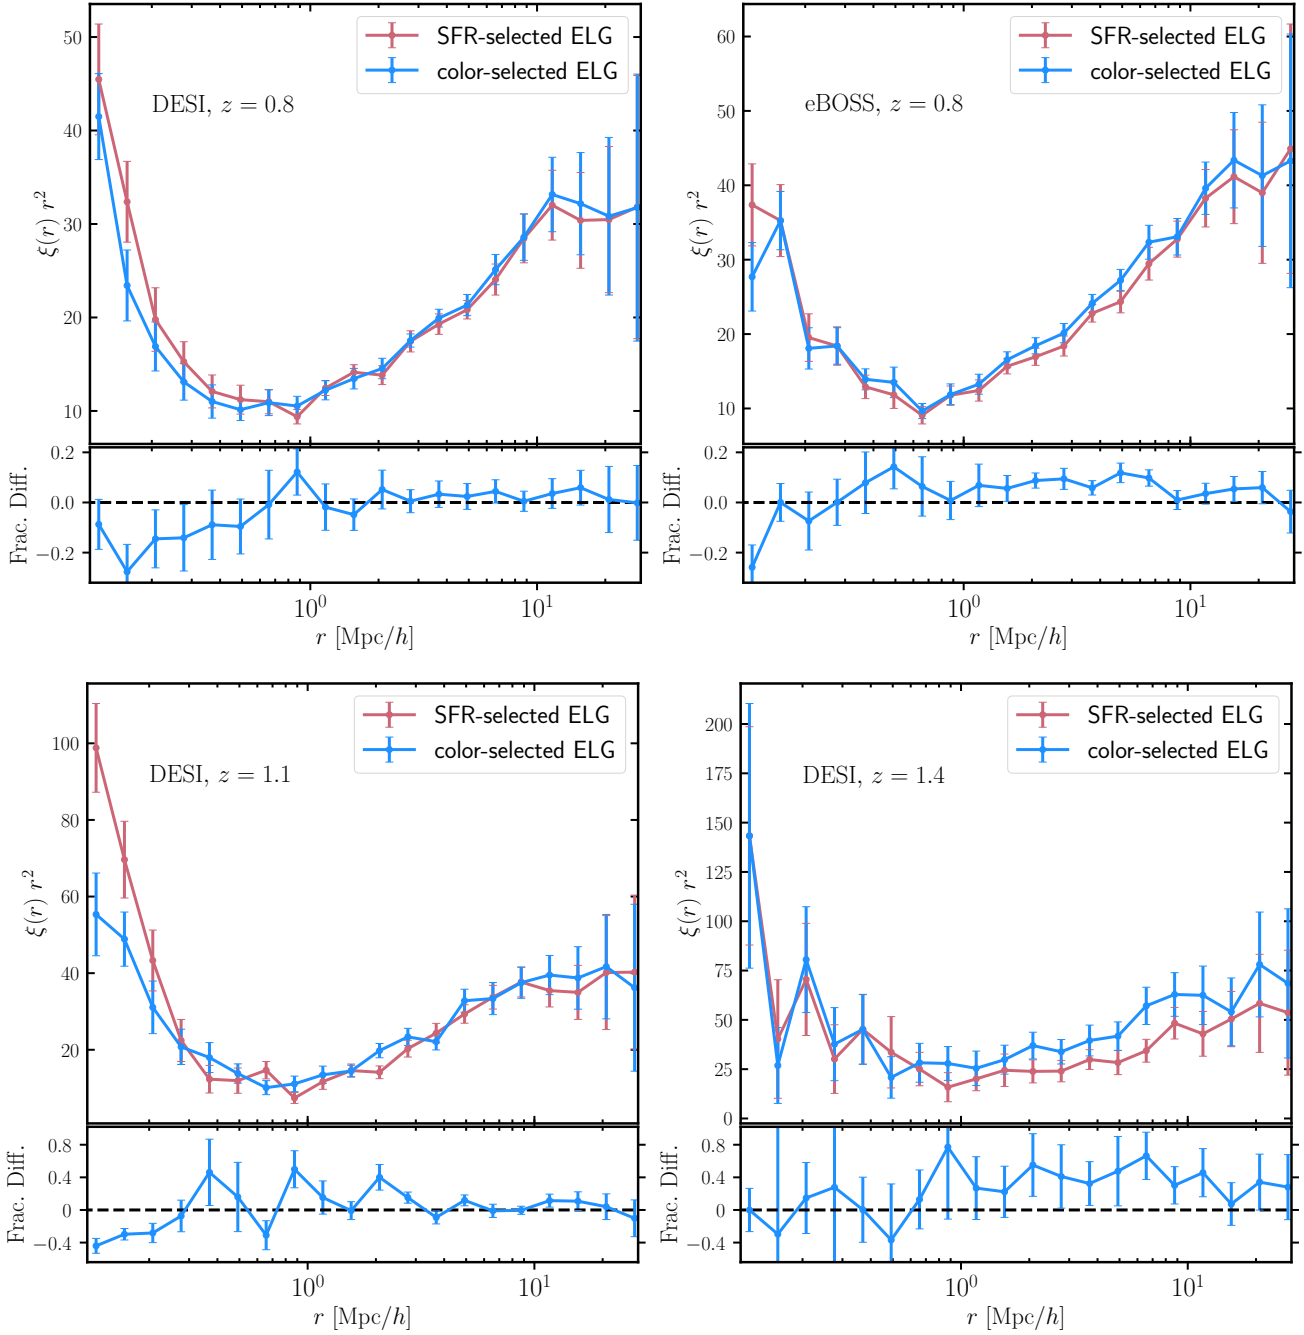 SFR-selected ELG
color-selected ELG
DESI, z = 0.8
ξ(r) r²
50
40
30
20
10
Frac. Diff.
0.2
0.0
−0.2
10⁰
10¹
r [Mpc/h]
SFR-selected ELG
color-selected ELG
eBOSS, z = 0.8
ξ(r) r²
60
50
40
30
20
10
Frac. Diff.
0.2
0.0
−0.2
10⁰
10¹
r [Mpc/h]
SFR-selected ELG
color-selected ELG
DESI, z = 1.1
ξ(r) r²
100
80
60
40
20
Frac. Diff.
0.8
0.4
0
−0.4
10⁰
10¹
r [Mpc/h]
SFR-selected ELG
color-selected ELG
DESI, z = 1.4
ξ(r) r²
200
175
150
125
100
75
50
25
0
Frac. Diff.
0.8
0.4
0
−0.4
10⁰
10¹
r [Mpc/h]